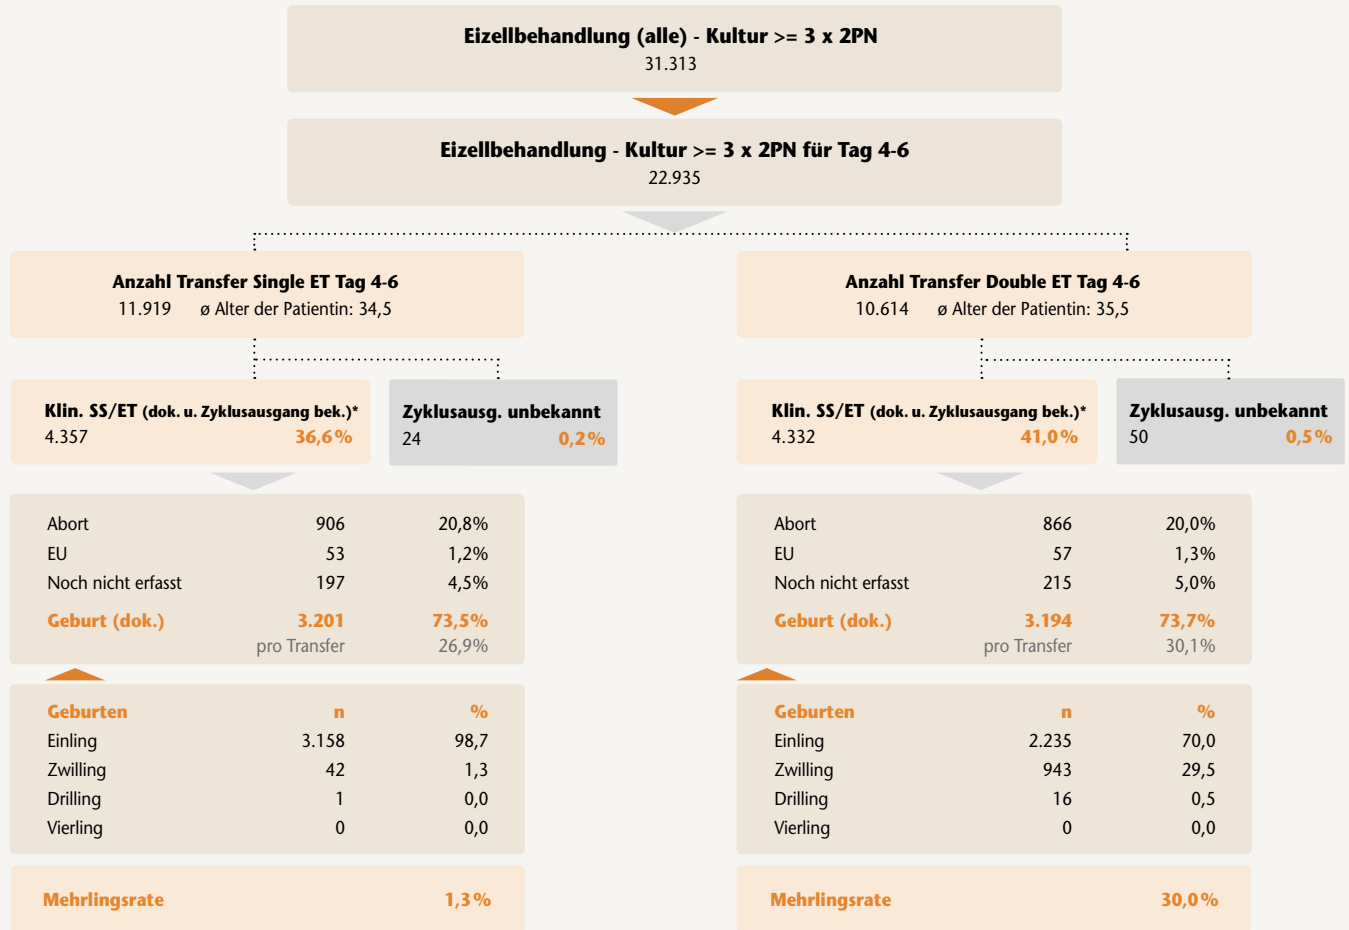 Eizellbehandlung (alle) - Kultur >= 3 x 2PN
31.313
Eizellbehandlung - Kultur >= 3 x 2PN für Tag 4-6
22.935
Anzahl Transfer Single ET Tag 4-6
11.919 ø Alter der Patientin: 34,5
Klin. SS/ET (dok. u. Zyklusausgang bek.)*
4.357 36,6%
Zyklusausg. unbekannt
24 0,2%
Abort 906 20,8%
EU 53 1,2%
Noch nicht erfasst 197 4,5%
Geburt (dok.) 3.201 73,5%
pro Transfer 26,9%
Geburten n %
Einling 3.158 98,7
Zwilling 42 1,3
Drilling 1 0,0
Vierling 0 0,0
Mehrlingsrate 1,3%
Anzahl Transfer Double ET Tag 4-6
10.614 ø Alter der Patientin: 35,5
Klin. SS/ET (dok. u. Zyklusausgang bek.)*
4.332 41,0%
Zyklusausg. unbekannt
50 0,5%
Abort 866 20,0%
EU 57 1,3%
Noch nicht erfasst 215 5,0%
Geburt (dok.) 3.194 73,7%
pro Transfer 30,1%
Geburten n %
Einling 2.235 70,0
Zwilling 943 29,5
Drilling 16 0,5
Vierling 0 0,0
Mehrlingsrate 30,0%